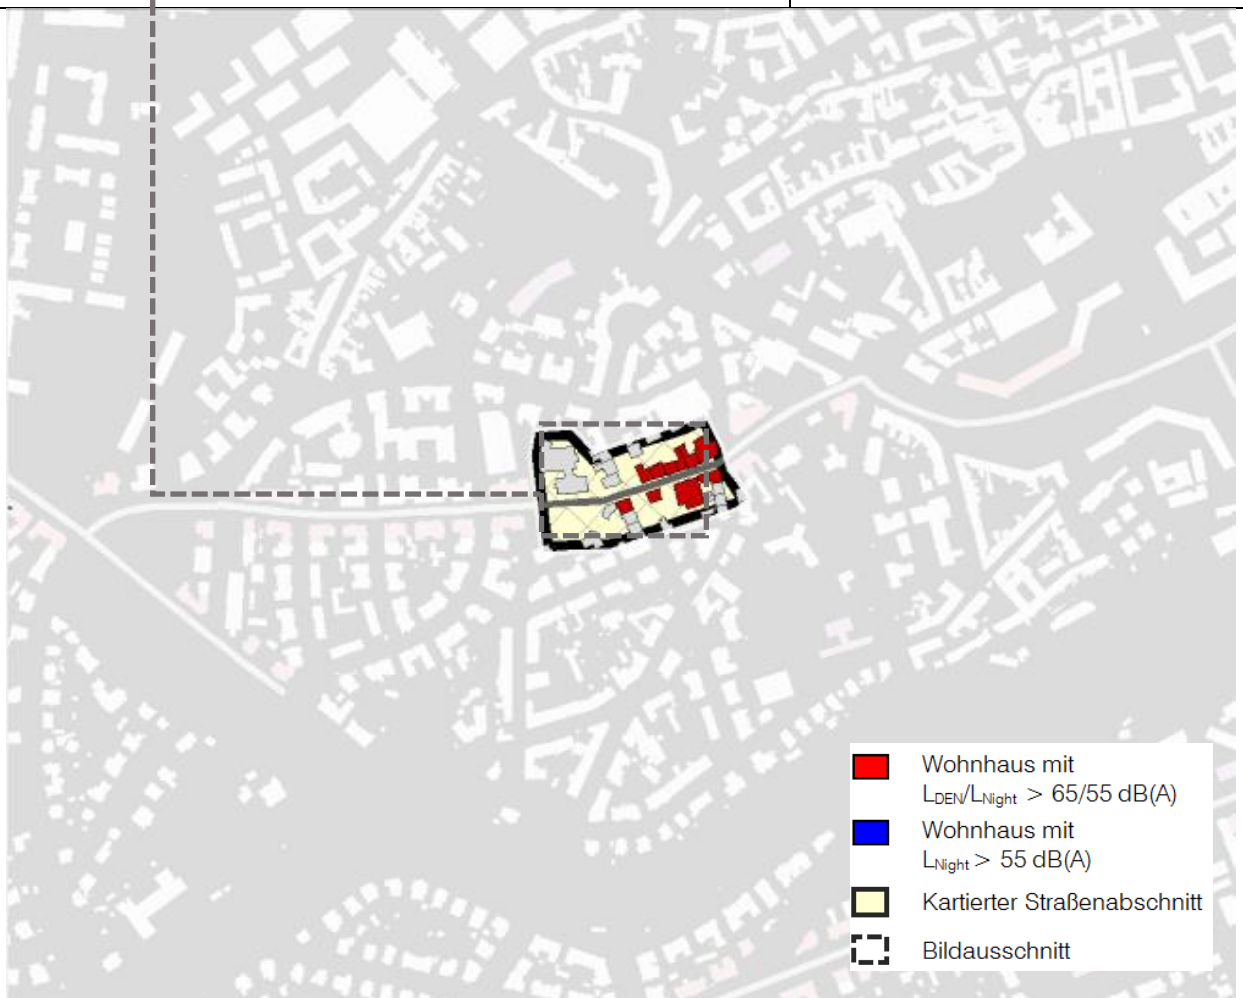 Wohnhaus mit
LDEN/LNight > 65/55 dB(A)
Wohnhaus mit
LNight > 55 dB(A)
Kartierter Straßenabschnitt
Bildausschnitt